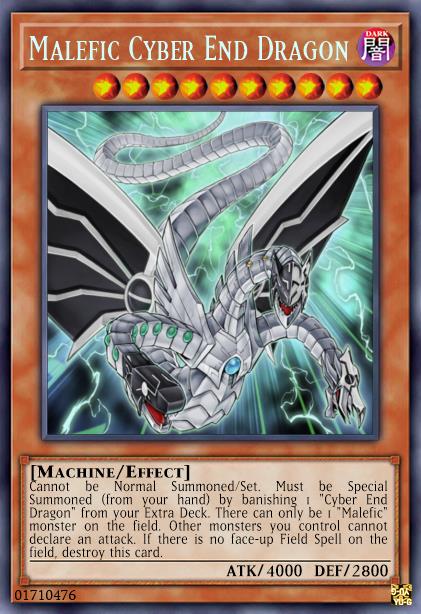 Malefic Cyber End Dragon
DARK
闇
[Machine/Effect]
Cannot be Normal Summoned/Set. Must be Special
Summoned (from your hand) by banishing 1 "Cyber End
Dragon" from your Extra Deck. There can only be 1 "Malefic"
monster on the field. Other monsters you control cannot
declare an attack. If there is no face-up Field Spell on the
field, destroy this card.
ATK/4000 DEF/2800
01710476